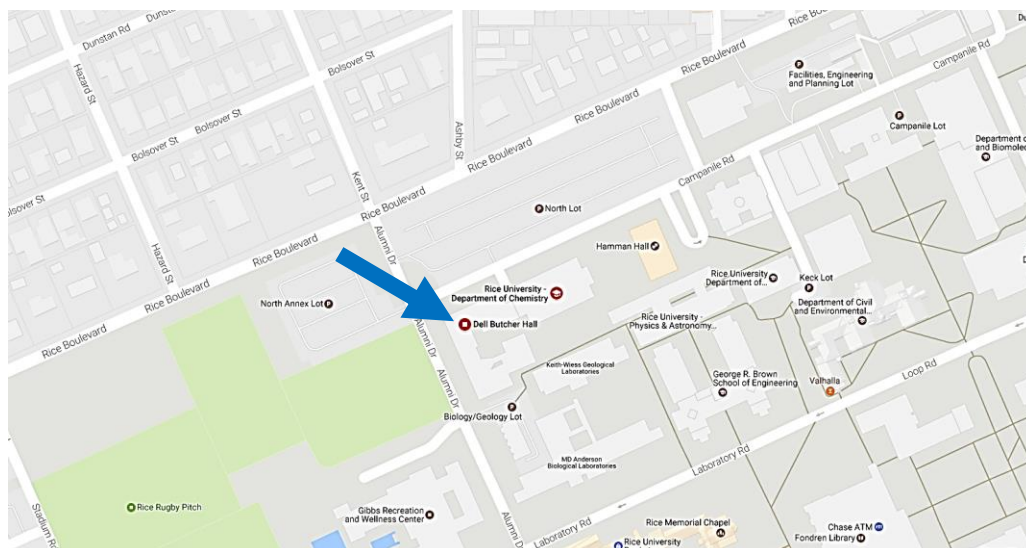 Dunstan Rd
Dunst
Rice Boulevard
Campanile Rd
Bolsover St
Hazard St
Facilities, Engineering
and Planning Lot
Rice Boulevard
Campanile Lot
Bolsover St
Ashby St
Department of
and Biomolec
Rice Boulevard
Campanile Rd
Kent St
olsover St
Rice Boulevard
North Lot
Alumni Dr
Hazard St
Rice Boulevard
Hamman Hall
Rice University
Department of...
Keck Lot
Rice University -
Department of Chemistry
Rice Boulevard
North Annex Lot
Department of Civil
and Environmental...
Dell Butcher Hall
Rice University -
Physics & Astronomy...
Alumni Dr
Rice Boulevard
Keith-Wiess Geological
Laboratories
Loop Rd
George R. Brown
School of Engineering
Valhalla
Alumni Dr
Biology/Geology Lot
MD Anderson
Biological Laboratories
Laboratory Rd
Rice Rugby Pitch
Gibbs Recreation
and Wellness Center
Stadium R
Alumni Dr
Laboratory Rd
Rice Memorial Chapel
Chase ATM
Fondren Library
Rice University